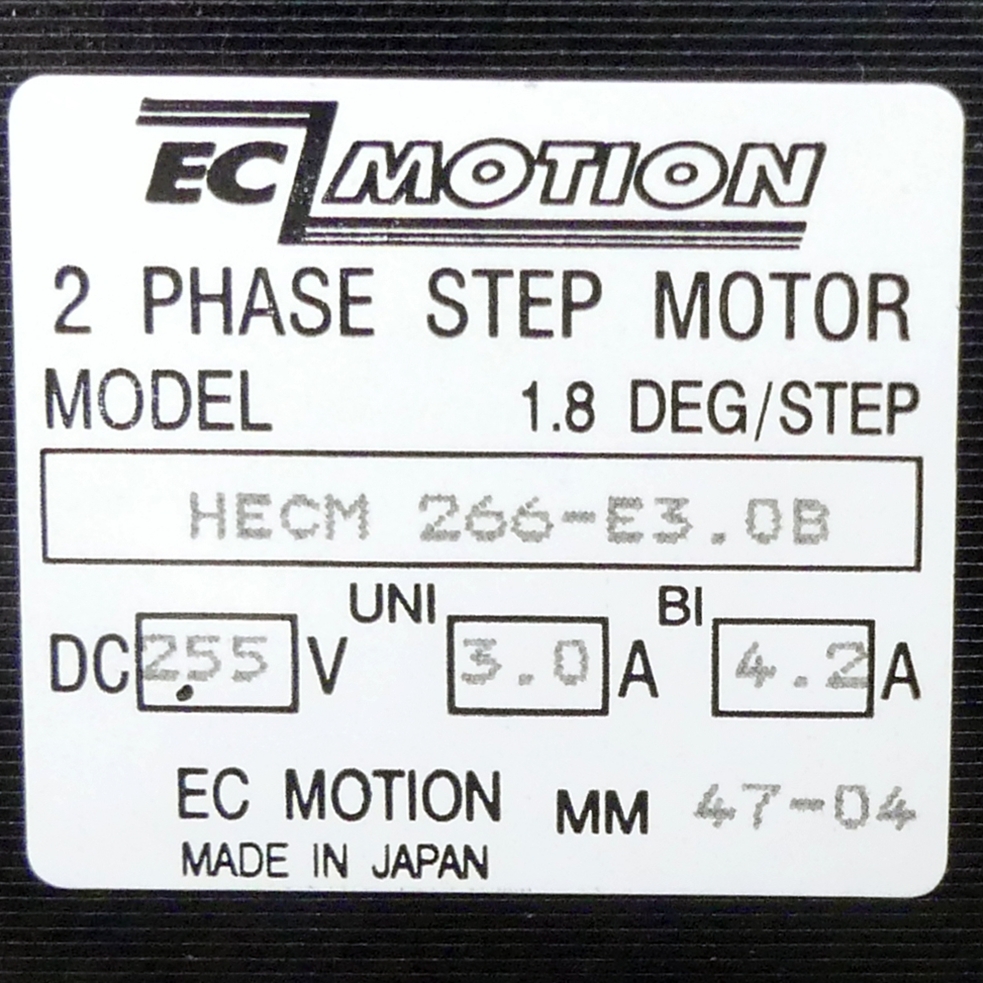 EC MOTION
2 PHASE STEP MOTOR
MODEL 1.8 DEG/STEP
HECM 266-E3.0B
UNI BI
DC 2.55 V 3.0 A 4.2 A
EC MOTION MM 47-04
MADE IN JAPAN